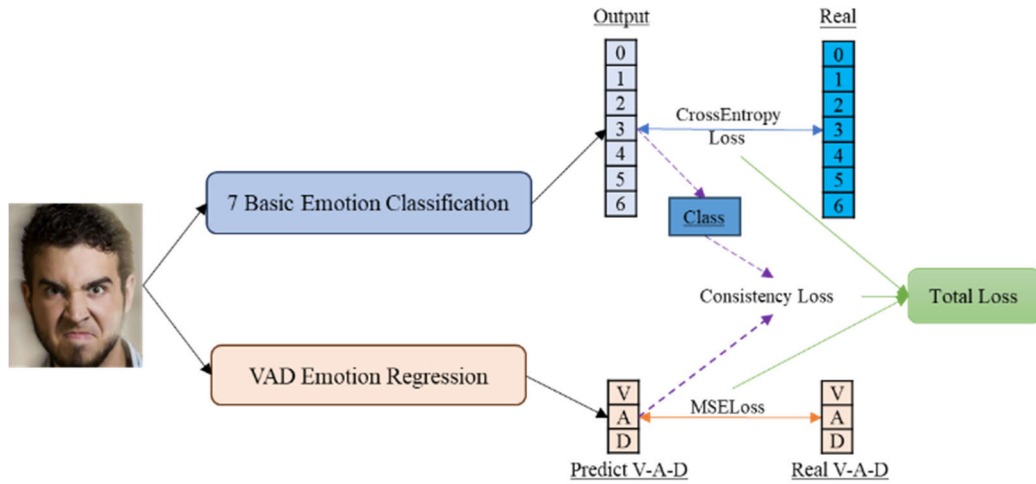 Output
Real
0
1
2
3
4
5
6
0
1
2
3
4
5
6
CrossEntropy
Loss
7 Basic Emotion Classification
Class
Consistency Loss
Total Loss
VAD Emotion Regression
V
A
D
MSELoss
V
A
D
Predict V-A-D
Real V-A-D